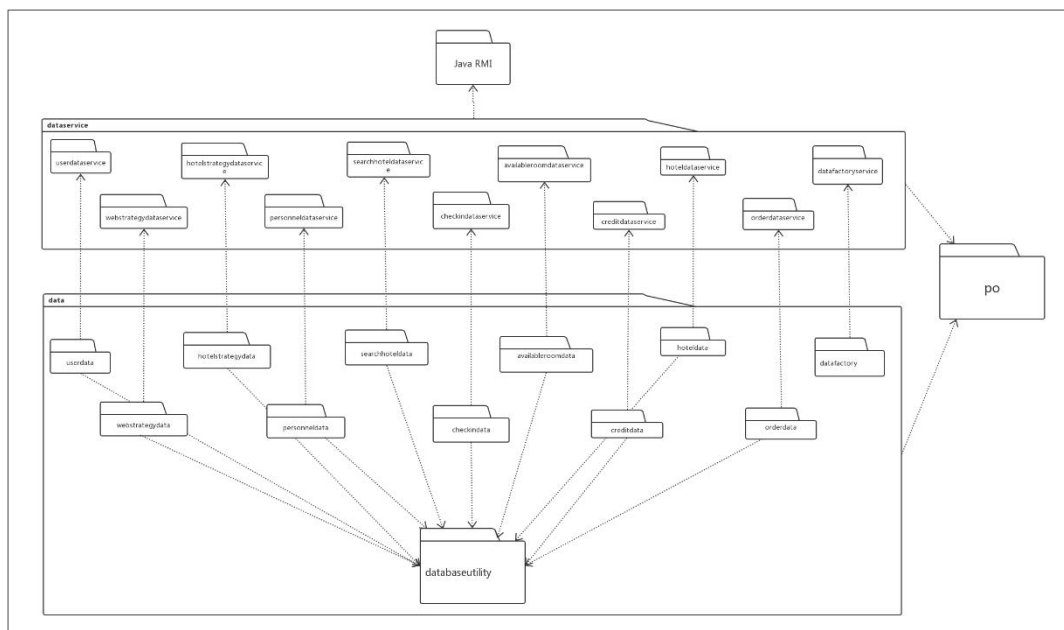 Java RMI
dataservice
userdataservice
hotelstrategydataservic
e
searchhoteldataservic
e
availableroomdataservice
hoteldataservice
datafactoryservice
webstrategydataservice
personneldataservice
checkindataservice
creditdataservice
orderdataservice
po
data
userdata
hotelstrategydata
searchhoteldata
availableroomdata
hoteldata
datafactory
webstrategydata
personneldata
checkindata
creditdata
orderdata
databaseutility